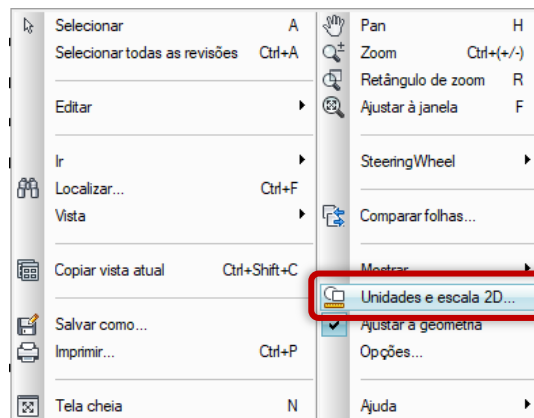 Selecionar A
Selecionar todas as revisões Ctrl+A
Editar
Ir
Localizar... Ctrl+F
Vista
Copiar vista atual Ctrl+Shift+C
Salvar como...
Imprimir... Ctrl+P
Tela cheia N
Pan H
Zoom Ctrl+(+/-)
Retângulo de zoom R
Ajustar à janela F
SteeringWheel
Comparar folhas...
Mostrar
Unidades e escala 2D...
Ajustar à geometria
Opções...
Ajuda